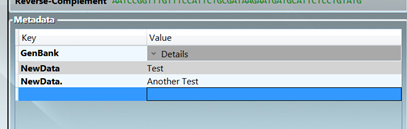 Reverse-Complement
Metadata
Key Value
GenBank Details
NewData Test
NewData. Another Test